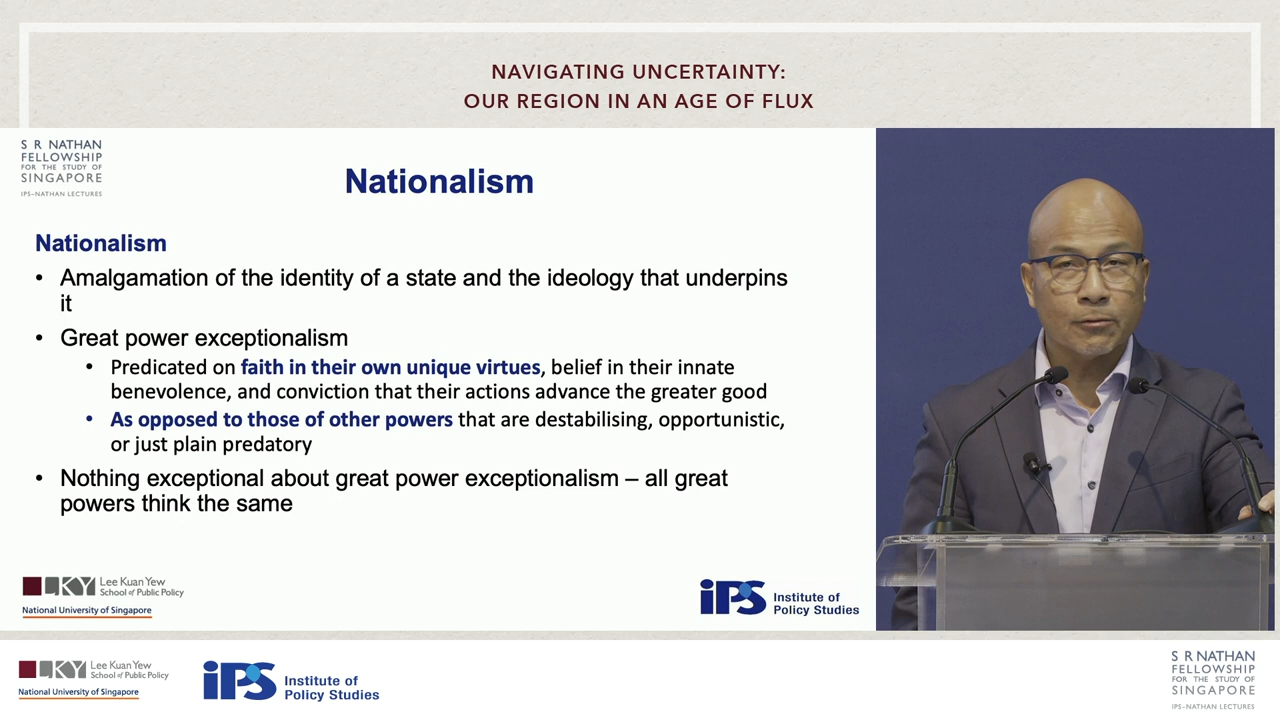 NAVIGATING UNCERTAINTY:
OUR REGION IN AN AGE OF FLUX
S R NATHAN
FELLOWSHIP
FOR THE STUDY OF
SINGAPORE
IPS–NATHAN LECTURES
Nationalism
Nationalism
• Amalgamation of the identity of a state and the ideology that underpins
it
• Great power exceptionalism
• Predicated on faith in their own unique virtues, belief in their innate
benevolence, and conviction that their actions advance the greater good
• As opposed to those of other powers that are destabilising, opportunistic,
or just plain predatory
• Nothing exceptional about great power exceptionalism – all great
powers think the same
LKY Lee Kuan Yew
School of Public Policy
National University of Singapore
iPS Institute of
Policy Studies
LKY Lee Kuan Yew
School of Public Policy
National University of Singapore
iPS Institute of
Policy Studies
S R NATHAN
FELLOWSHIP
FOR THE STUDY OF
SINGAPORE
IPS–NATHAN LECTURES